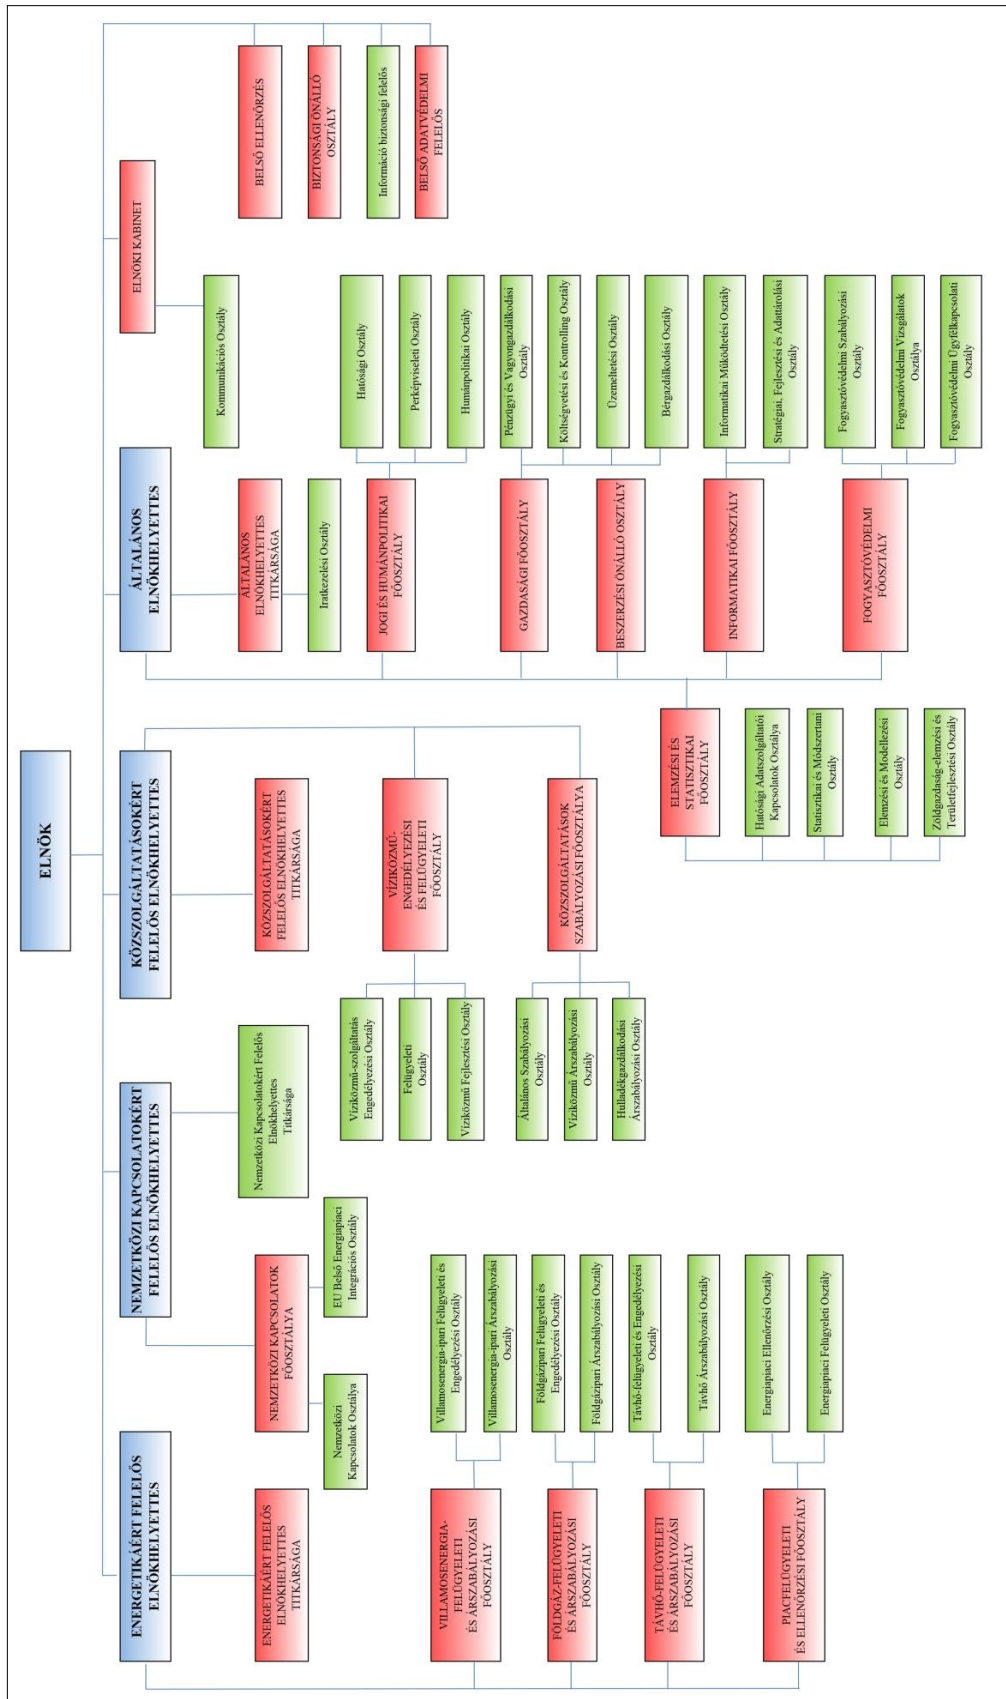 ELNÖK
ENERGETIKÁÉRT FELELŐS
ELNÖKHELYETTES
ENERGETIKÁÉRT FELELŐS
ELNÖKHELYETTES
TITKÁRSÁGA
VILLAMOSENERGIA-
FELÜGYELETI
ÉS ÁRSZABÁLYOZÁSI
FŐOSZTÁLY
Villamosenergia-ipari Felügyeleti és
Engedélyezési Osztály
Villamosenergia-ipari Árszabályozási
Osztály
FÖLDGÁZ-FELÜGYELETI
ÉS ÁRSZABÁLYOZÁSI
FŐOSZTÁLY
Földgázipari Felügyeleti és
Engedélyezési Osztály
Földgázipari Árszabályozási Osztály
TÁVHŐ-FELÜGYELETI
ÉS ÁRSZABÁLYOZÁSI
FŐOSZTÁLY
Távhő-felügyeleti és Engedélyezési
Osztály
Távhő Árszabályozási Osztály
PIACFELÜGYELETI
ÉS ELLENŐRZÉSI FŐOSZTÁLY
Energiapiaci Ellenőrzési Osztály
Energiapiaci Felügyeleti Osztály
NEMZETKÖZI KAPCSOLATOKÉRT
FELELŐS ELNÖKHELYETTES
Nemzetközi Kapcsolatokért Felelős
Elnökhelyettes
Titkársága
NEMZETKÖZI KAPCSOLATOK
FŐOSZTÁLYA
Nemzetközi
Kapcsolatok Osztálya
EU Belső Energiapiaci
Integrációs Osztály
KÖZSZOLGÁLTATÁSOKÉRT
FELELŐS ELNÖKHELYETTES
KÖZSZOLGÁLTATÁSOKÉRT
FELELŐS ELNÖKHELYETTES
TITKÁRSÁGA
VÍZIKÖZMŰ-
ENGEDÉLYEZÉSI
ÉS FELÜGYELETI
FŐOSZTÁLY
Víziközmű-szolgáltatás
Engedélyezési Osztály
Felügyeleti
Osztály
Víziközmű Fejlesztési Osztály
KÖZSZOLGÁLTATÁSOK
SZABÁLYOZÁSI FŐOSZTÁLYA
Általános Szabályozási
Osztály
Víziközmű Árszabályozási
Osztály
Hulladékgazdálkodási
Árszabályozási Osztály
ÁLTALÁNOS
ELNÖKHELYETTES
ÁLTALÁNOS
ELNÖKHELYETTES
TITKÁRSÁGA
Iratkezelési Osztály
JOGI ÉS HUMÁNPOLITIKAI
FŐOSZTÁLY
Hatósági Osztály
Perképviseleti Osztály
Humánpolitikai Osztály
GAZDASÁGI FŐOSZTÁLY
Pénzügyi és Vagyongazdálkodási
Osztály
Költségvetési és Kontrolling Osztály
Üzemeltetési Osztály
Bérgazdálkodási Osztály
BESZERZÉSI ÖNÁLLÓ OSZTÁLY
INFORMATIKAI FŐOSZTÁLY
Informatikai Működtetési Osztály
Stratégiai, Fejlesztési és Adattárolási
Osztály
FOGYASZTÓVÉDELMI
FŐOSZTÁLY
Fogyasztóvédelmi Szabályozási
Osztály
Fogyasztóvédelmi Vizsgálatok
Osztálya
Fogyasztóvédelmi Ügyfélkapcsolati
Osztály
ELEMZÉSI ÉS
STATISZTIKAI
FŐOSZTÁLY
Hatósági Adatszolgáltatói
Kapcsolatok Osztálya
Statisztikai és Módszertani
Osztály
Elemzési és Modellezési
Osztály
Zöldgazdaság-elemzési és
Területfejlesztési Osztály
ELNÖKI KABINET
Kommunikációs Osztály
BELSŐ ELLENŐRZÉS
BIZTONSÁGI ÖNÁLLÓ
OSZTÁLY
Információ biztonsági felelős
BELSŐ ADATVÉDELMI
FELELŐS